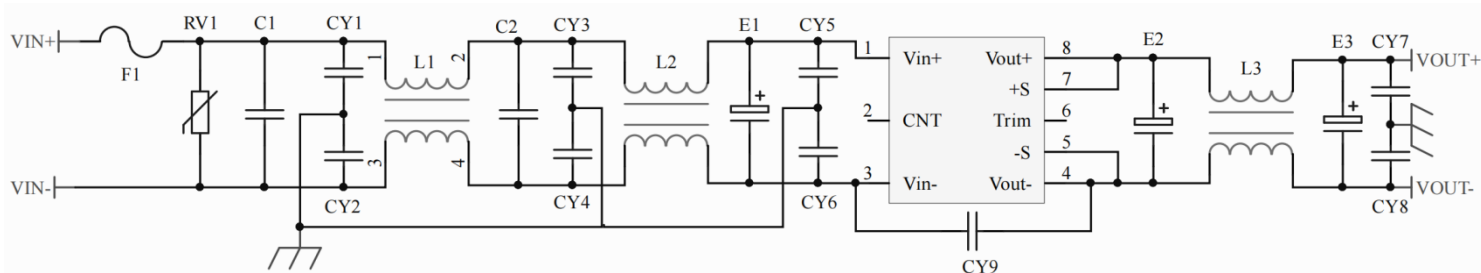 RV1 C1 CY1 C2 CY3 E1 CY5 E2 E3 CY7
VIN+ VOUT+
F1 1 L1 2 L2 1 Vin+ Vout+ 8 L3
+S 7
2 CNT Trim 6
-S 5
VIN- 3 4 3 Vin- Vout- 4 VOUT-
CY2 CY4 CY6 CY8
CY9